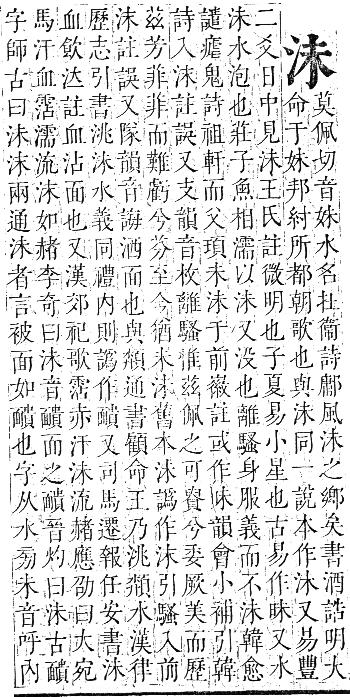 沬
莫佩切音妹水名在衞詩鄘風沬之鄉矣書酒誥明大
命于妹邦紂所都朝歌也與沬同一說本作沬又易豐
二爻日中見沬王氏註微明也子夏易小星也古易作昧又水
沫水泡也莊子魚相濡以沫又没也離騷身服義而不沬韓愈
譴瘧鬼詩祖軒而父頊未沬于前徽註或作昧韻會小補引韓
詩入沫註誤又支韻音枚離騷惟兹佩之可貴兮委厥美而歷
兹芳菲菲而難虧兮芬至今猶未沬舊本沬譌作沫引騷入前
沫註誤又隊韻音誨洒面也與頮通書顧命王乃洮頮水漢律
歷志引書洮沬水義同禮内則譌作靧又司馬遷報任安書沬
血飲泣註血沾面也又漢郊祀歌霑赤汗沬流赭應劭曰大宛
馬汗血霑濡流沬如赭李奇曰沬音靧面之靧晉灼曰沬古靧
字師古曰沬沫兩通沬者言被面如靧也字从水旁未音呼内